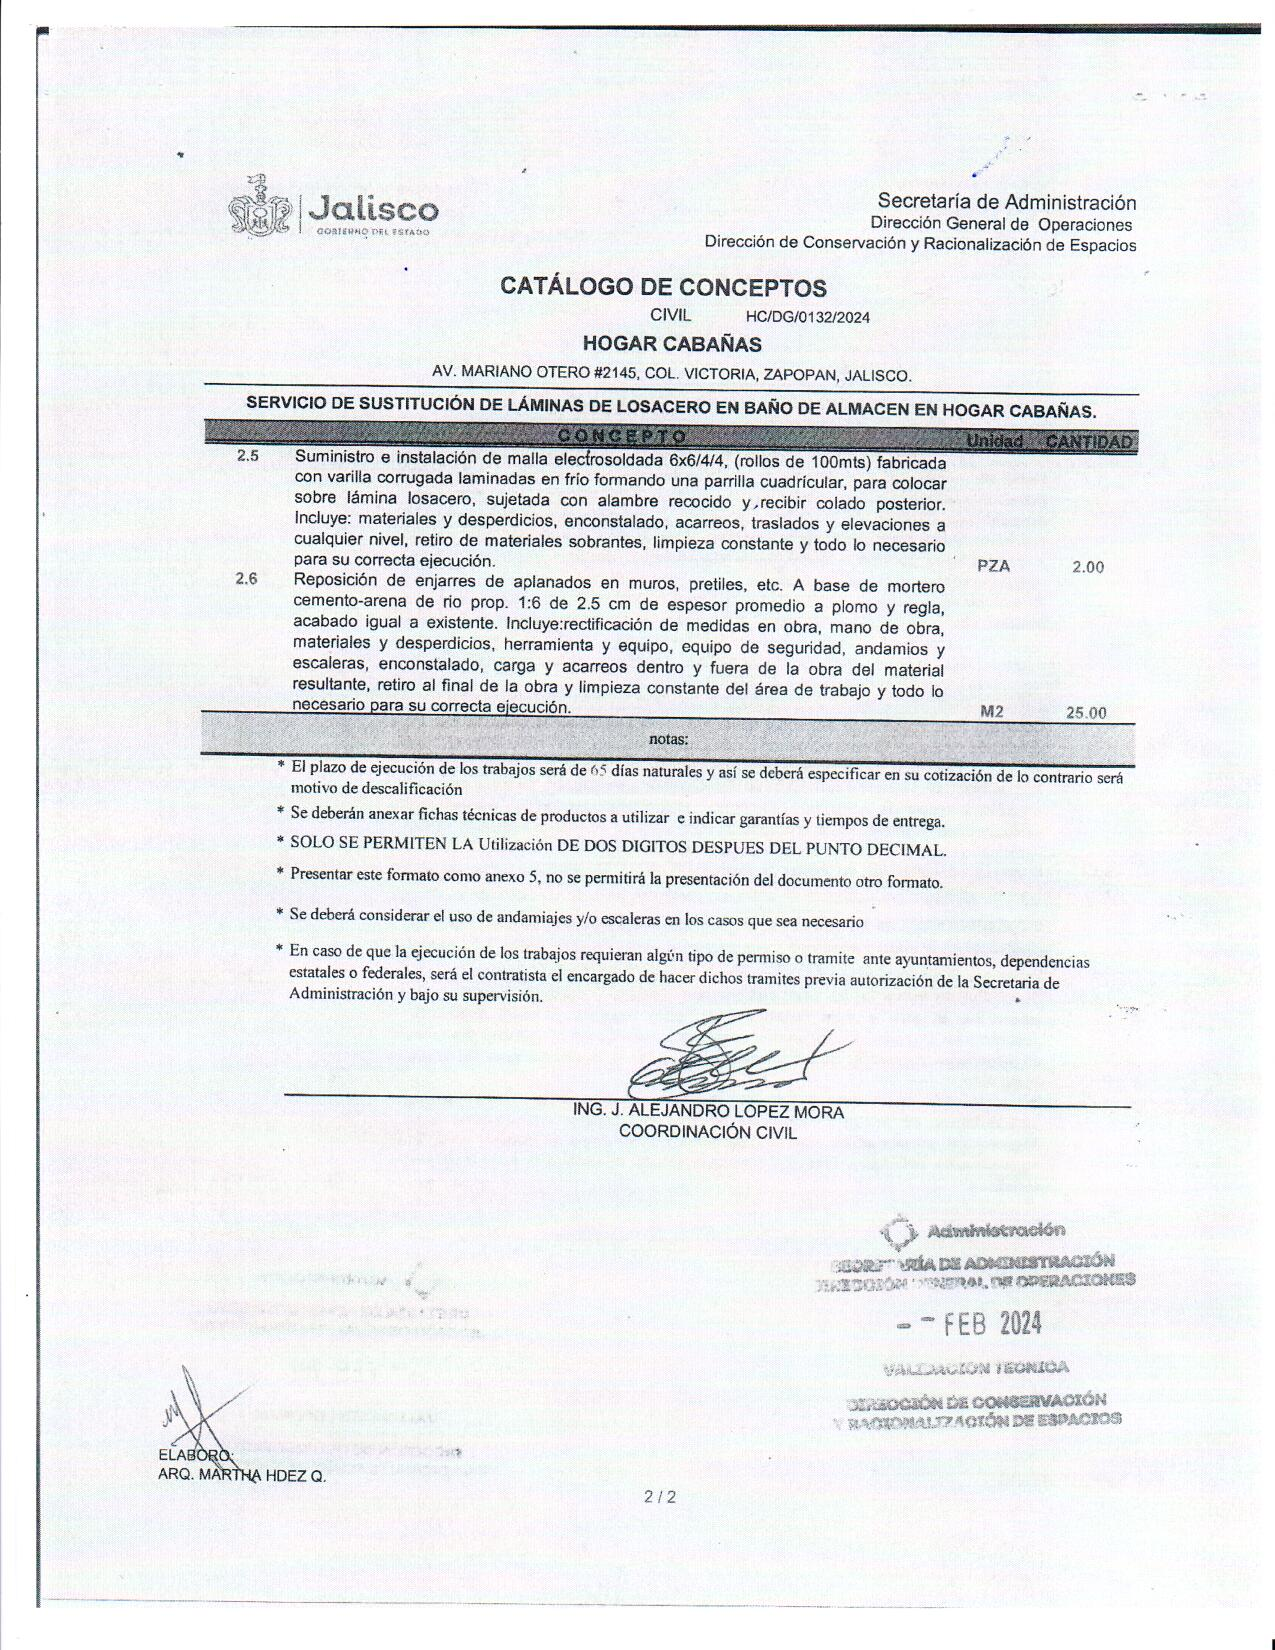 Jalisco
GOBIERNO DEL ESTADO
Secretaría de Administración
Dirección General de Operaciones
Dirección de Conservación y Racionalización de Espacios
CATÁLOGO DE CONCEPTOS
CIVIL HC/DG/0132/2024
HOGAR CABAÑAS
AV. MARIANO OTERO #2145, COL. VICTORIA, ZAPOPAN, JALISCO.
SERVICIO DE SUSTITUCIÓN DE LÁMINAS DE LOSACERO EN BAÑO DE ALMACEN EN HOGAR CABAÑAS.
CONCEPTO Unidad CANTIDAD
2.5 Suministro e instalación de malla electrosoldada 6x6/4/4, (rollos de 100mts) fabricada
con varilla corrugada laminadas en frío formando una parrilla cuadrícular, para colocar
sobre lámina losacero, sujetada con alambre recocido y recibir colado posterior.
Incluye: materiales y desperdicios, enconstalado, acarreos, traslados y elevaciones a
cualquier nivel, retiro de materiales sobrantes, limpieza constante y todo lo necesario
para su correcta ejecución. PZA 2.00
2.6 Reposición de enjarres de aplanados en muros, pretiles, etc. A base de mortero
cemento-arena de rio prop. 1:6 de 2.5 cm de espesor promedio a plomo y regla,
acabado igual a existente. Incluye:rectificación de medidas en obra, mano de obra,
materiales y desperdicios, herramienta y equipo, equipo de seguridad, andamios y
escaleras, enconstalado, carga y acarreos dentro y fuera de la obra del material
resultante, retiro al final de la obra y limpieza constante del área de trabajo y todo lo
necesario para su correcta ejecución. M2 25.00
notas:
* El plazo de ejecución de los trabajos será de 65 días naturales y así se deberá especificar en su cotización de lo contrario será
motivo de descalificación
* Se deberán anexar fichas técnicas de productos a utilizar e indicar garantías y tiempos de entrega.
* SOLO SE PERMITEN LA Utilización DE DOS DIGITOS DESPUES DEL PUNTO DECIMAL.
* Presentar este formato como anexo 5, no se permitirá la presentación del documento otro formato.
* Se deberá considerar el uso de andamiajes y/o escaleras en los casos que sea necesario
* En caso de que la ejecución de los trabajos requieran algún tipo de permiso o tramite ante ayuntamientos, dependencias
estatales o federales, será el contratista el encargado de hacer dichos tramites previa autorización de la Secretaria de
Administración y bajo su supervisión.
ING. J. ALEJANDRO LOPEZ MORA
COORDINACIÓN CIVIL
Administración
SECRETARÍA DE ADMINISTRACIÓN
DIRECCIÓN GENERAL DE OPERACIONES
- - FEB 2024
VALIDACION TECNICA
DIRECCIÓN DE CONSERVACIÓN
Y RACIONALIZACIÓN DE ESPACIOS
ELABORO:
ARQ. MARTHA HDEZ Q.
2 / 2